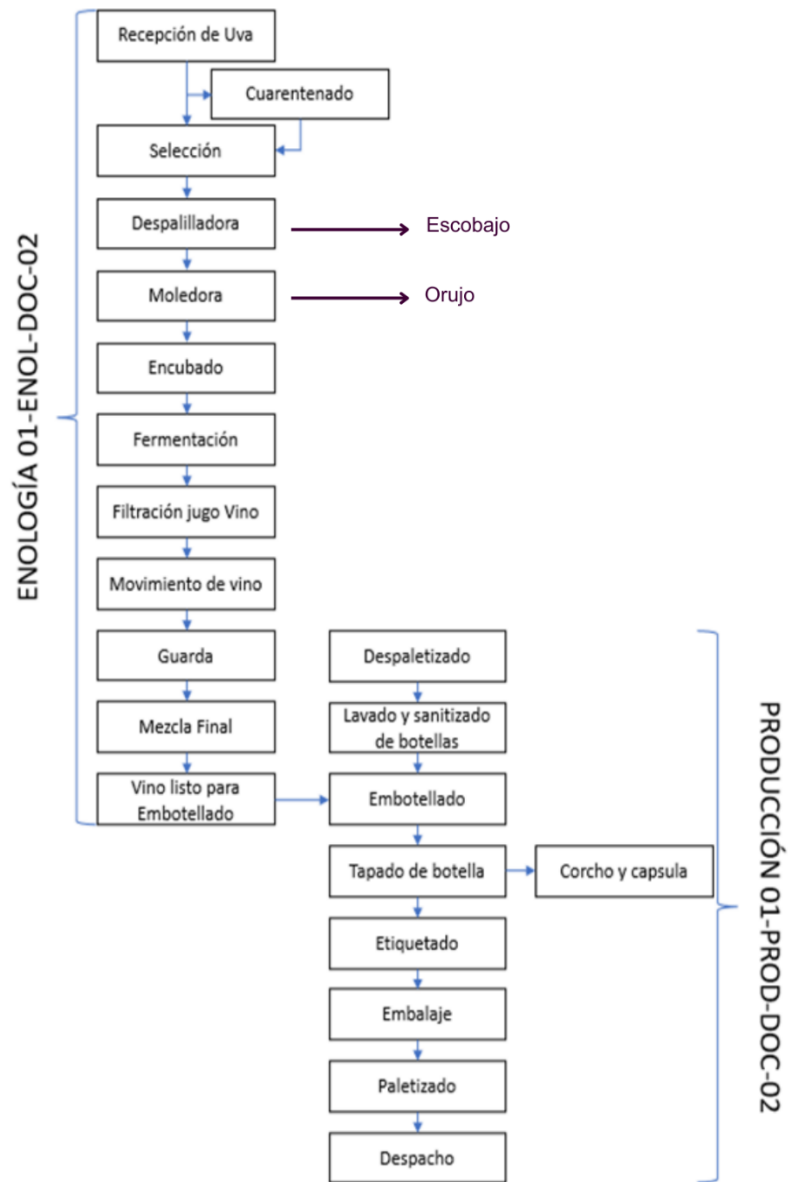 Recepción de Uva
Cuarentenado
Selección
Despalilladora
Escobajo
Moledora
Orujo
Encubado
Fermentación
Filtración jugo Vino
Movimiento de vino
Guarda
Mezcla Final
Vino listo para
Embotellado
ENOLOGÍA 01-ENOL-DOC-02
Despaletizado
Lavado y sanitizado
de botellas
Embotellado
Tapado de botella
Corcho y capsula
Etiquetado
Embalaje
Paletizado
Despacho
PRODUCCIÓN 01-PROD-DOC-02